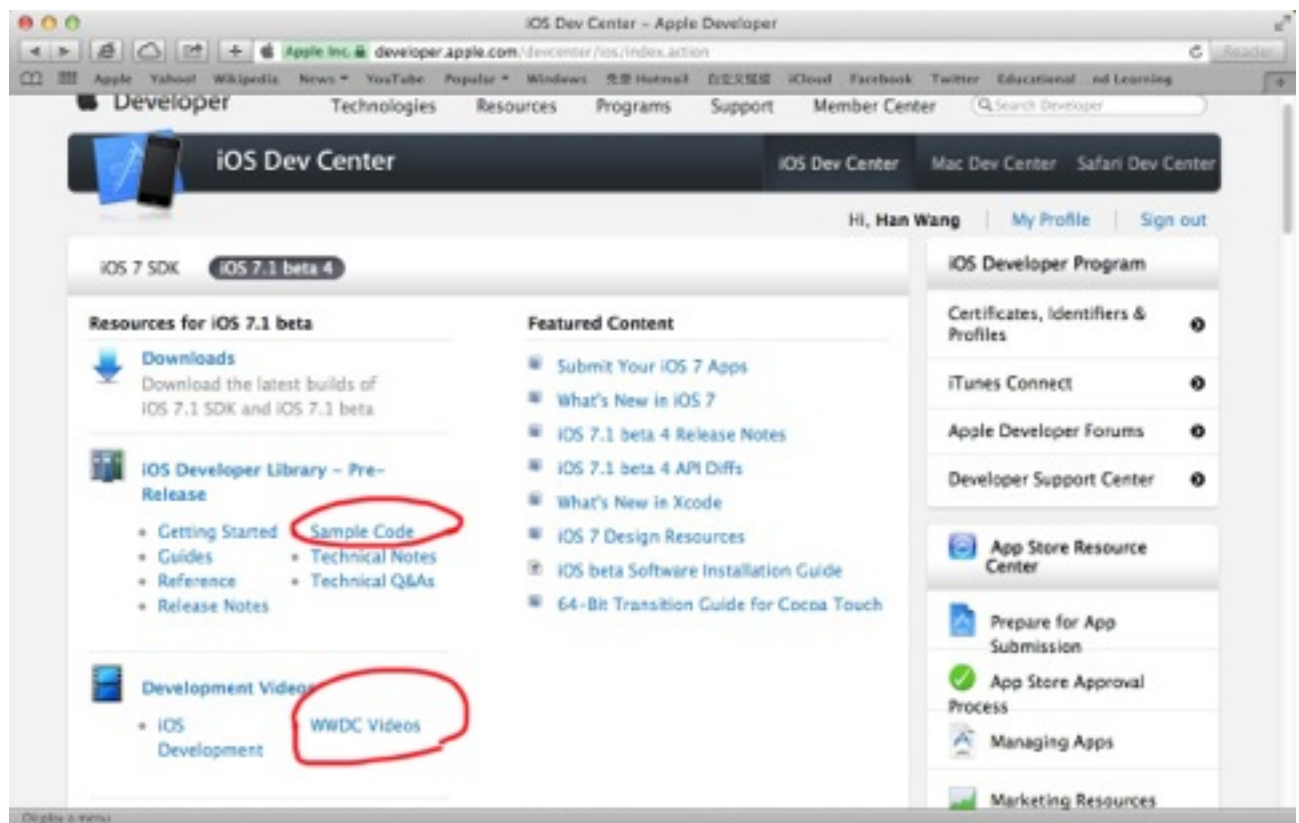 iOS Dev Center – Apple Developer
Apple Inc. developer.apple.com/devcenter/ios/index.action
Reader
Apple Yahoo! Wikipedia News YouTube Popular Windows Hotmail iCloud Facebook Twitter Educational nd Learning
Developer Technologies Resources Programs Support Member Center Search Developer
iOS Dev Center
iOS Dev Center Mac Dev Center Safari Dev Center
Hi, Han Wang My Profile Sign out
iOS 7 SDK iOS 7.1 beta 4
Resources for iOS 7.1 beta
Downloads
Download the latest builds of
iOS 7.1 SDK and iOS 7.1 beta
iOS Developer Library – Pre-
Release
Getting Started Sample Code
Guides Technical Notes
Reference Technical Q&As
Release Notes
Development Videos
iOS WWDC Videos
Development
Featured Content
Submit Your iOS 7 Apps
What's New in iOS 7
iOS 7.1 beta 4 Release Notes
iOS 7.1 beta 4 API Diffs
What's New in Xcode
iOS 7 Design Resources
iOS beta Software Installation Guide
64-Bit Transition Guide for Cocoa Touch
iOS Developer Program
Certificates, Identifiers &
Profiles
iTunes Connect
Apple Developer Forums
Developer Support Center
App Store Resource
Center
Prepare for App
Submission
App Store Approval
Process
Managing Apps
Marketing Resources
Display a menu